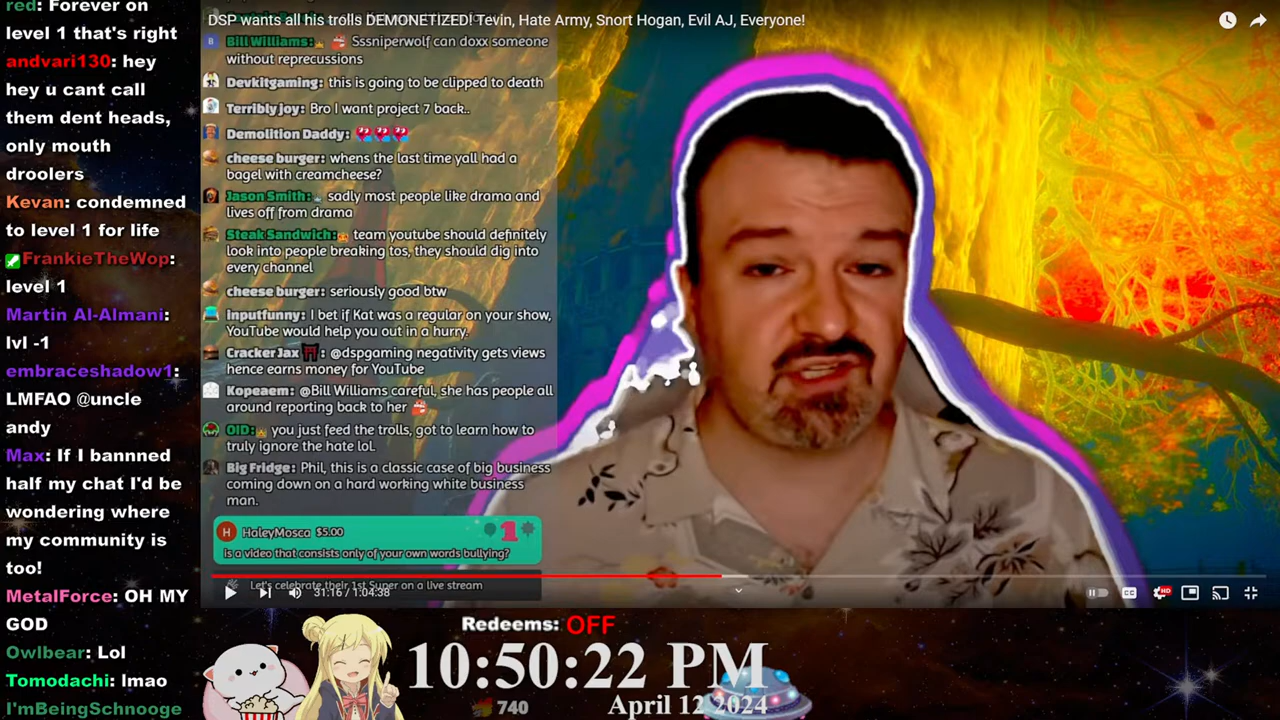 red: Forever on
level 1 that's right
andvari130: hey
hey u cant call
them dent heads,
only mouth
droolers
Kevan: condemned
to level 1 for life
FrankieTheWop:
level 1
Martin Al-Almani:
lvl -1
embraceshadow1:
LMFAO @uncle
andy
Max: If I bannned
half my chat I'd be
wondering where
my community is
too!
MetalForce: OH MY
GOD
Owlbear: Lol
Tomodachi: lmao
I'mBeingSchnooge
DSP wants all his trolls DEMONETIZED! Tevin, Hate Army, Snort Hogan, Evil AJ, Everyone!
B Bill Williams: Sssniperwolf can doxx someone
without reprecussions
Devkitgaming: this is going to be clipped to death
Terribly joy: Bro I want project 7 back..
Demolition Daddy:
cheese burger: whens the last time yall had a
bagel with creamcheese?
Jason Smith: sadly most people like drama and
lives off from drama
Steak Sandwich: team youtube should definitely
look into people breaking tos, they should dig into
every channel
cheese burger: seriously good btw
inputfunny: I bet if Kat was a regular on your show,
YouTube would help you out in a hurry.
CrackerJax: @dspgaming negativity gets views
hence earns money for YouTube
Kopeaem: @Bill Williams careful, she has people all
around reporting back to her
OID: you just feed the trolls, got to learn how to
truly ignore the hate lol.
Big Fridge: Phil, this is a classic case of big business
coming down on a hard working white business
man.
H HaleyMosca $5.00 1
is a video that consists only of your own words bullying?
Let's celebrate their 1st Super on a live stream
31:16 / 1:04:38
CC
HD
Redeems: OFF
10:50:22 PM
740
April 12 2024